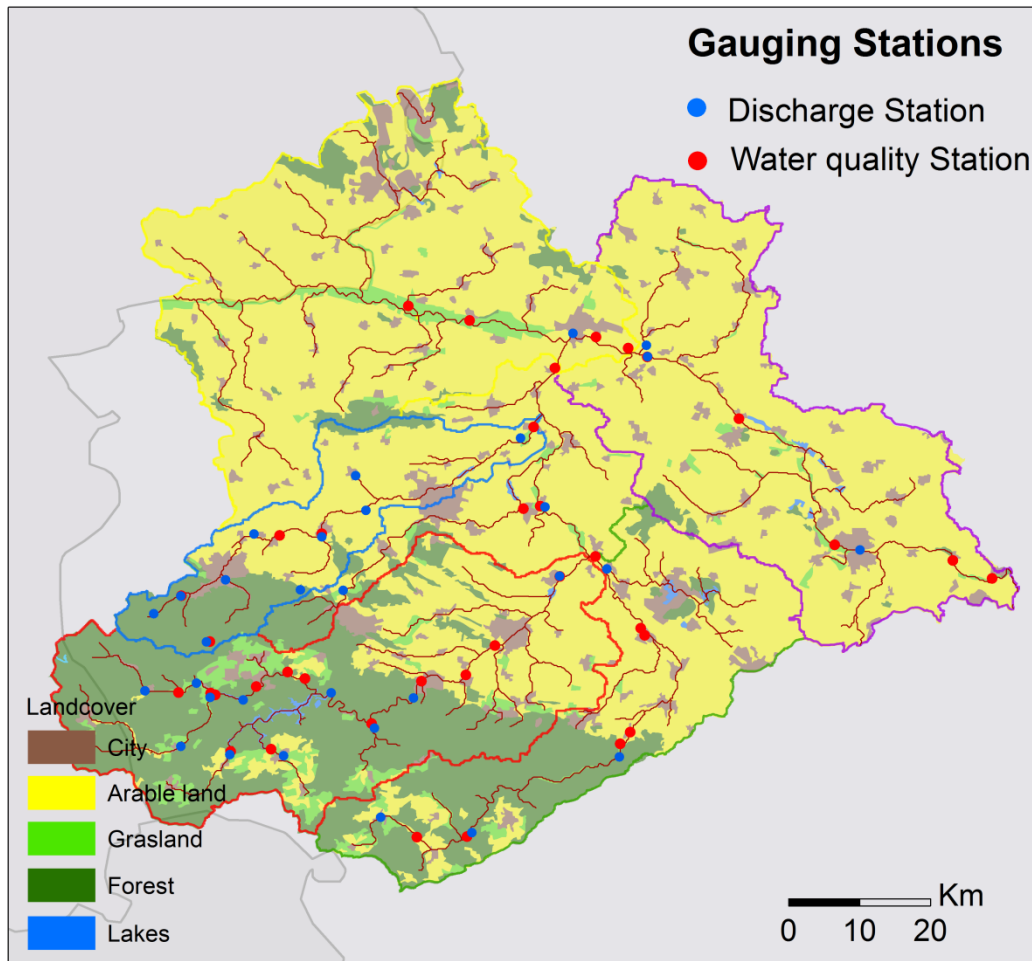 Gauging Stations
Discharge Station
Water quality Station
Landcover
City
Arable land
Grasland
Forest
Lakes
Km
0 10 20